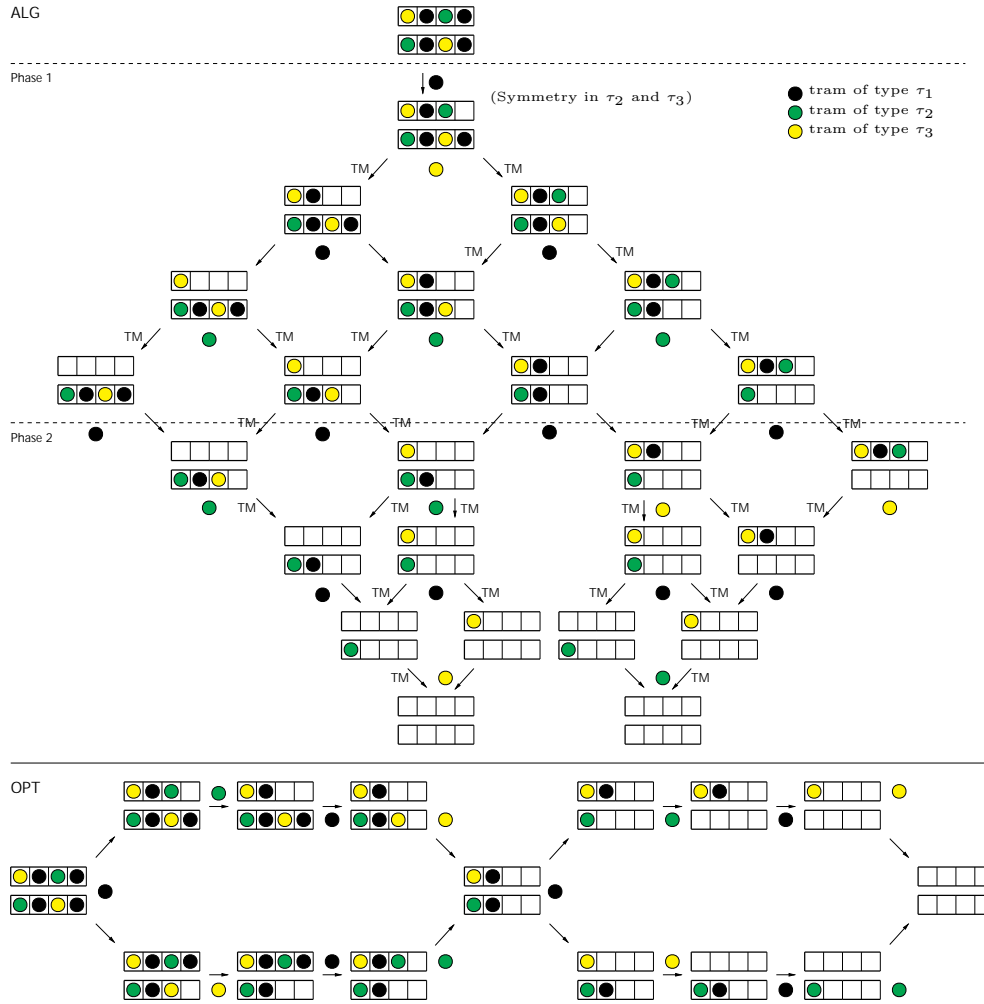 ALG
Phase 1
(Symmetry in τ2 and τ3)
tram of type τ1
tram of type τ2
tram of type τ3
TM TM
TM TM
TM TM TM TM
TM TM TM TM
Phase 2
TM TM TM TM TM TM
TM TM TM TM
TM TM
OPT